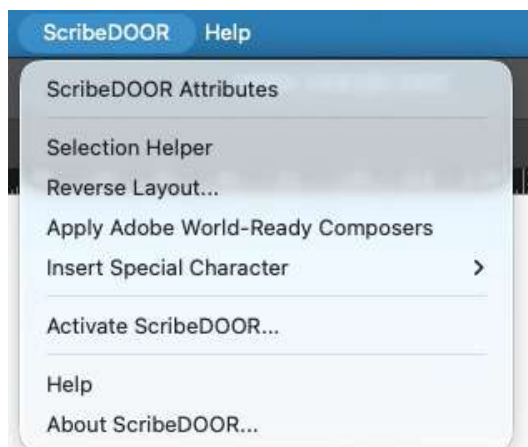 ScribeDOOR Help
ScribeDOOR Attributes
Selection Helper
Reverse Layout...
Apply Adobe World-Ready Composers
Insert Special Character
Activate ScribeDOOR...
Help
About ScribeDOOR...